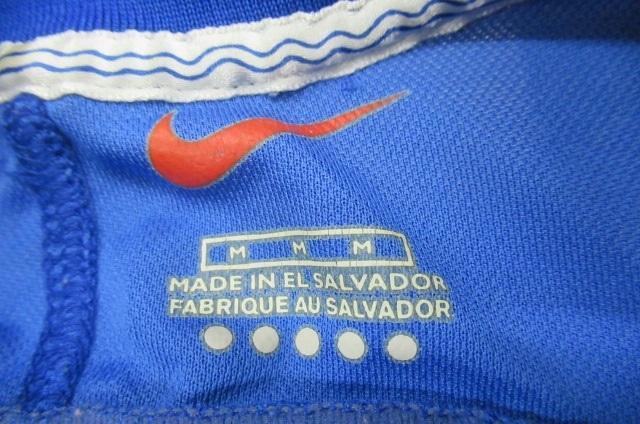 M M M
MADE IN EL SALVADOR
FABRIQUE AU SALVADOR